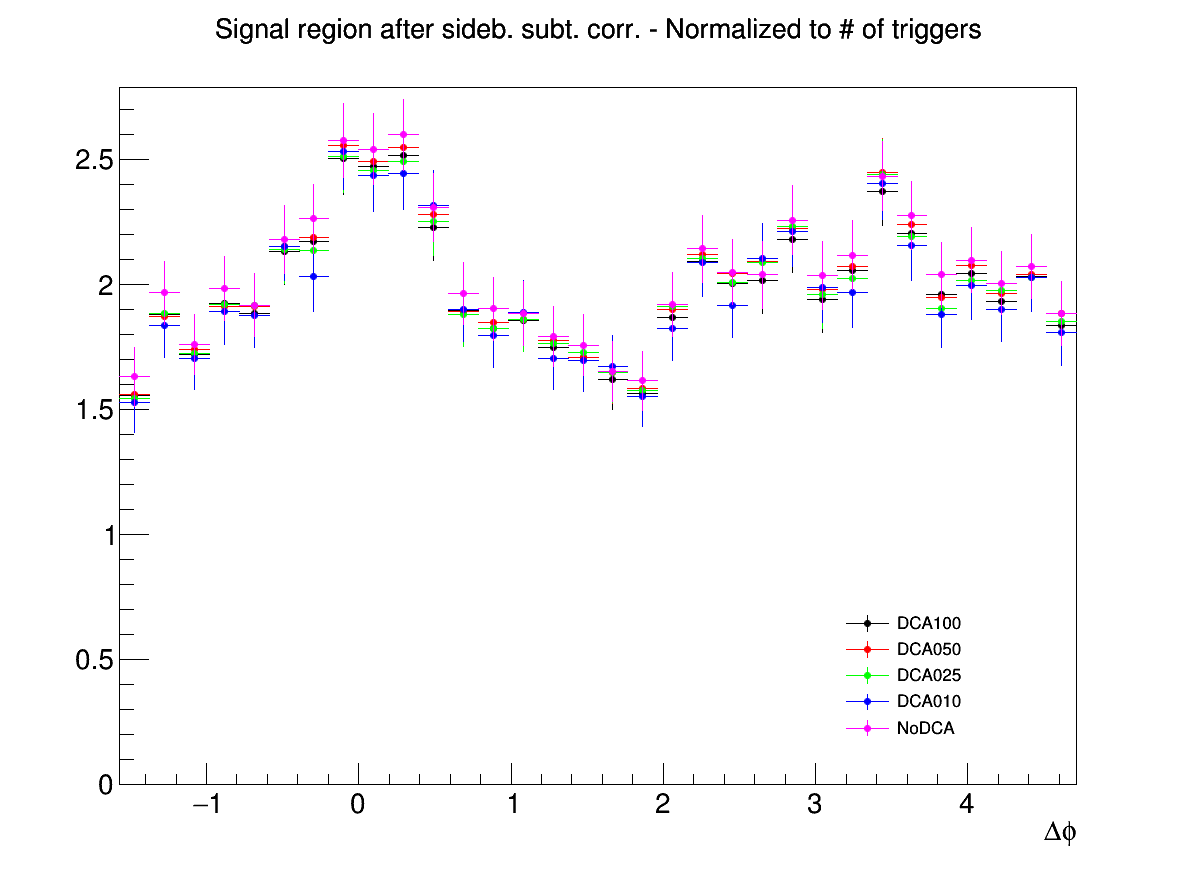 Signal region after sideb. subt. corr. - Normalized to # of triggers
2.5
2
1.5
1
0.5
0
−1 0 1 2 3 4
Δϕ
DCA100
DCA050
DCA025
DCA010
NoDCA